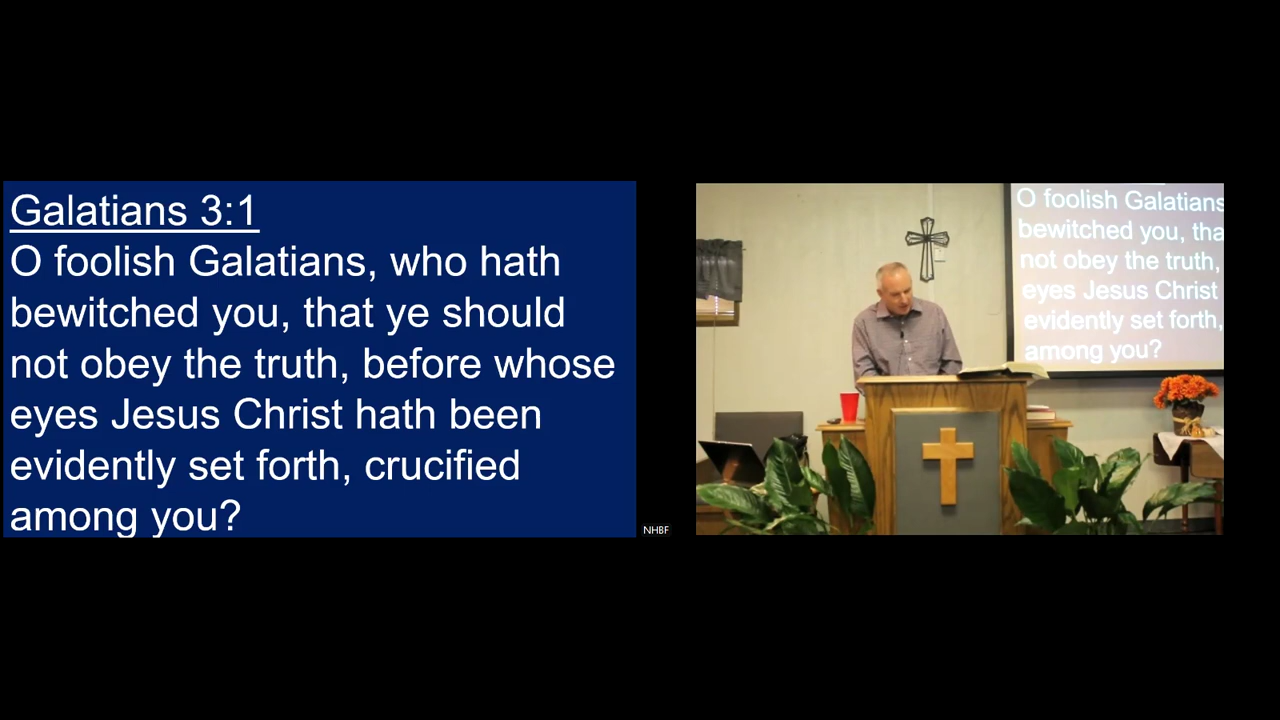 Galatians 3:1
O foolish Galatians, who hath
bewitched you, that ye should
not obey the truth, before whose
eyes Jesus Christ hath been
evidently set forth, crucified
among you?
NHBF
O foolish Galatians
bewitched you, tha
not obey the truth,
eyes Jesus Christ
evidently set forth,
among you?